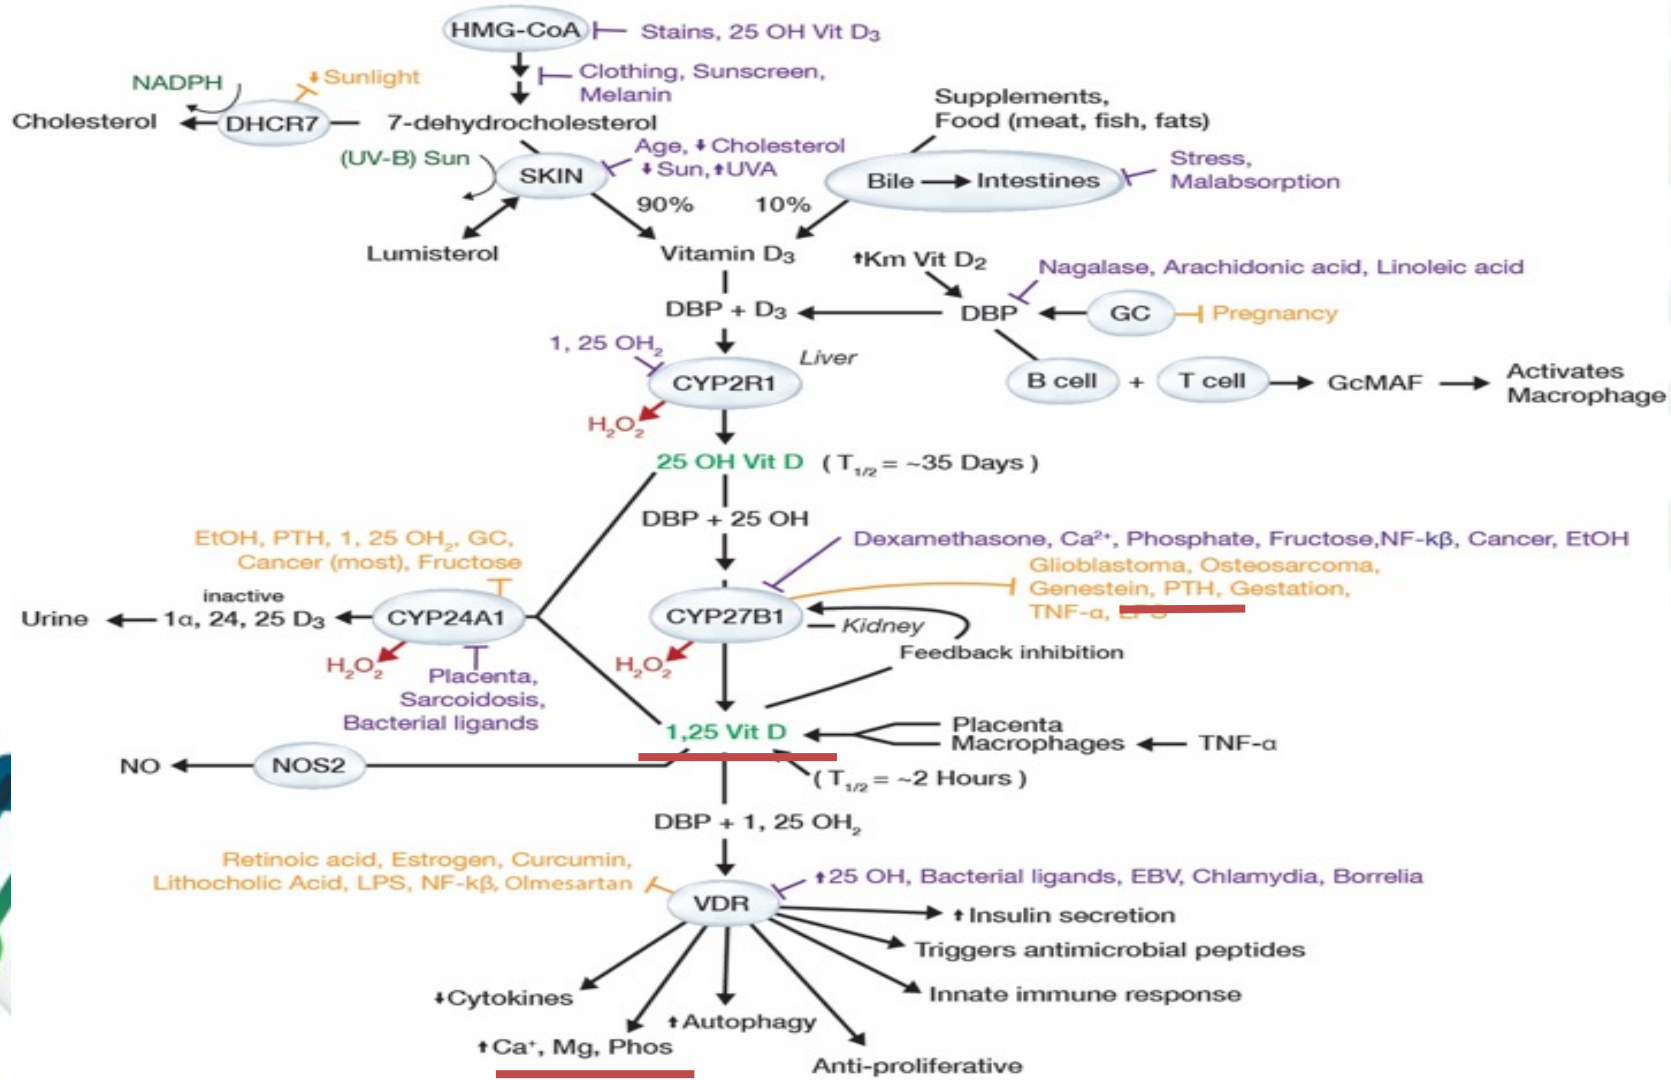 HMG-CoA
Stains, 25 OH Vit D₃
Clothing, Sunscreen,
Melanin
NADPH
Sunlight
Cholesterol
DHCR7
7-dehydrocholesterol
Supplements,
Food (meat, fish, fats)
(UV-B) Sun
SKIN
Age, ⬇Cholesterol
⬇Sun,⬆UVA
Bile
Intestines
Stress,
Malabsorption
90%
10%
Lumisterol
Vitamin D₃
⬆Km Vit D₂
Nagalase, Arachidonic acid, Linoleic acid
DBP + D₃
DBP
GC
Pregnancy
1, 25 OH₂
Liver
CYP2R1
B cell
+
T cell
GcMAF
Activates
Macrophage
H₂O₂
25 OH Vit D
(T₁/₂ = ~35 Days)
DBP + 25 OH
EtOH, PTH, 1, 25 OH₂, GC,
Cancer (most), Fructose
Dexamethasone, Ca²⁺, Phosphate, Fructose,NF-kβ, Cancer, EtOH
Glioblastoma, Osteosarcoma,
Genestein, PTH, Gestation,
TNF-α, LPS
Urine
inactive
1α, 24, 25 D₃
CYP24A1
CYP27B1
Kidney
H₂O₂
H₂O₂
Feedback inhibition
Placenta,
Sarcoidosis,
Bacterial ligands
1,25 Vit D
Placenta
Macrophages
TNF-α
NO
NOS2
(T₁/₂ = ~2 Hours)
DBP + 1, 25 OH₂
Retinoic acid, Estrogen, Curcumin,
Lithocholic Acid, LPS, NF-kβ, Olmesartan
VDR
⬆25 OH, Bacterial ligands, EBV, Chlamydia, Borrelia
⬆Insulin secretion
Triggers antimicrobial peptides
Innate immune response
⬇Cytokines
⬆Autophagy
⬆Ca⁺, Mg, Phos
Anti-proliferative